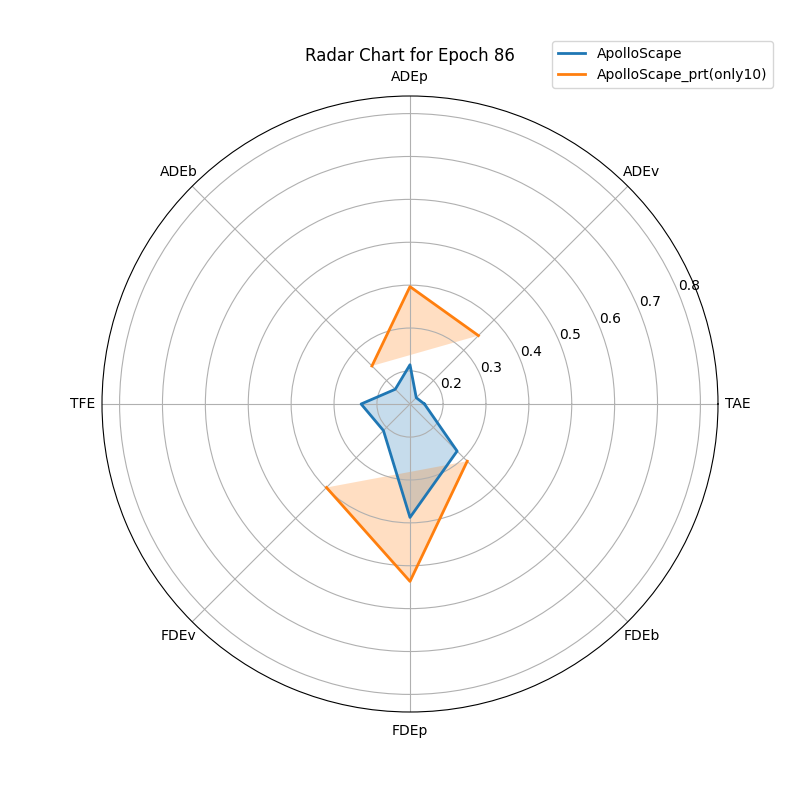 Radar Chart for Epoch 86
ApolloScape
ApolloScape_prt(only10)
ADEp
ADEb
ADEv
0.8
0.7
0.6
0.5
0.4
0.3
0.2
TFE
TAE
FDEv
FDEb
FDEp